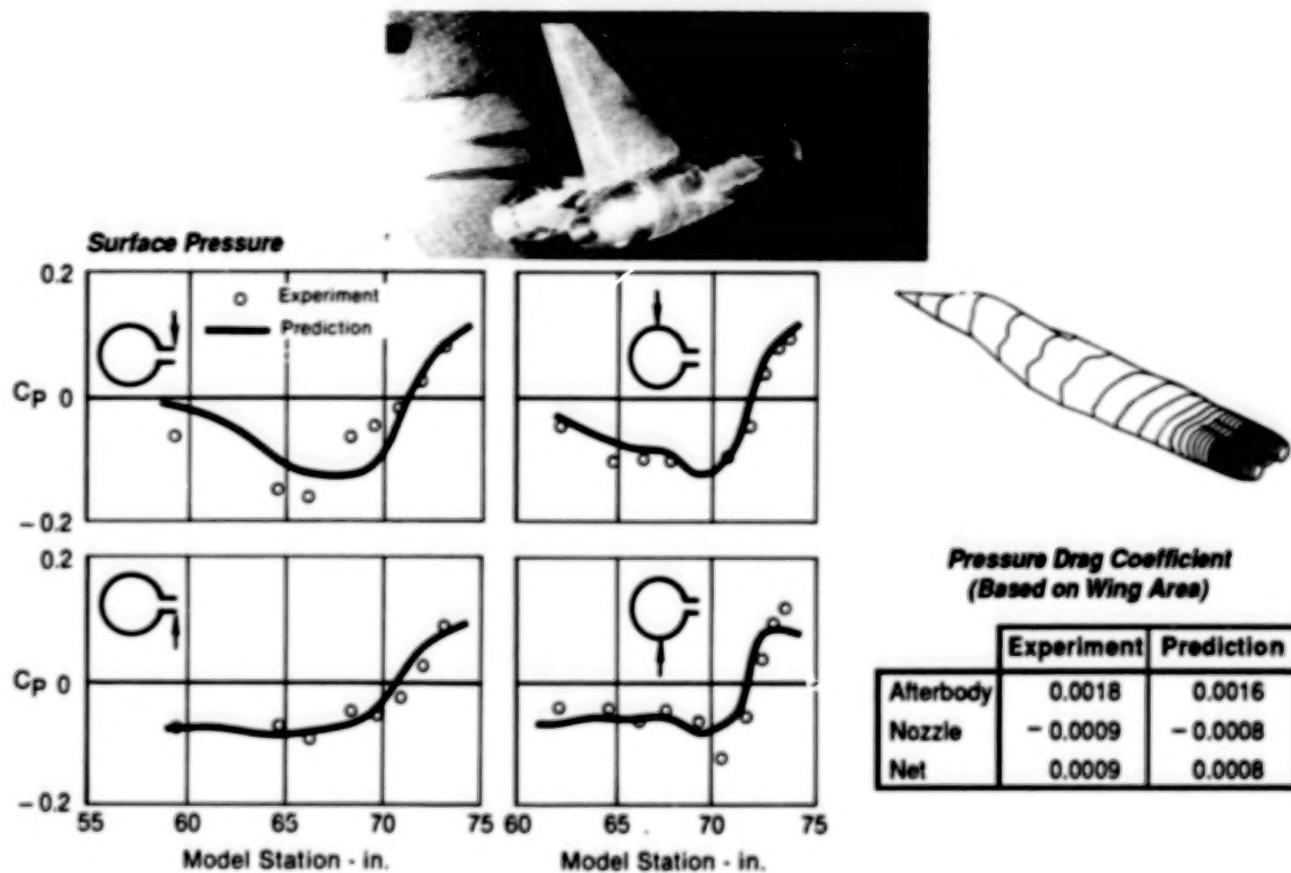 Surface Pressure
0.2
Experiment
Prediction
C_P 0
− 0.2
0.2
C_P 0
− 0.2
55 60 65 70 75
60 65 70 75
Model Station - in.
Model Station - in.
Pressure Drag Coefficient
(Based on Wing Area)
Experiment Prediction
Afterbody 0.0018 0.0016
Nozzle − 0.0009 − 0.0008
Net 0.0009 0.0008